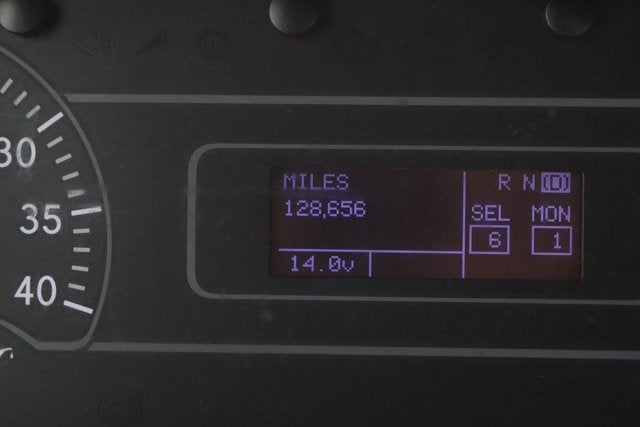 30
35
40
MILES
128,656
14.0v
R N (D)
SEL MON
6 1